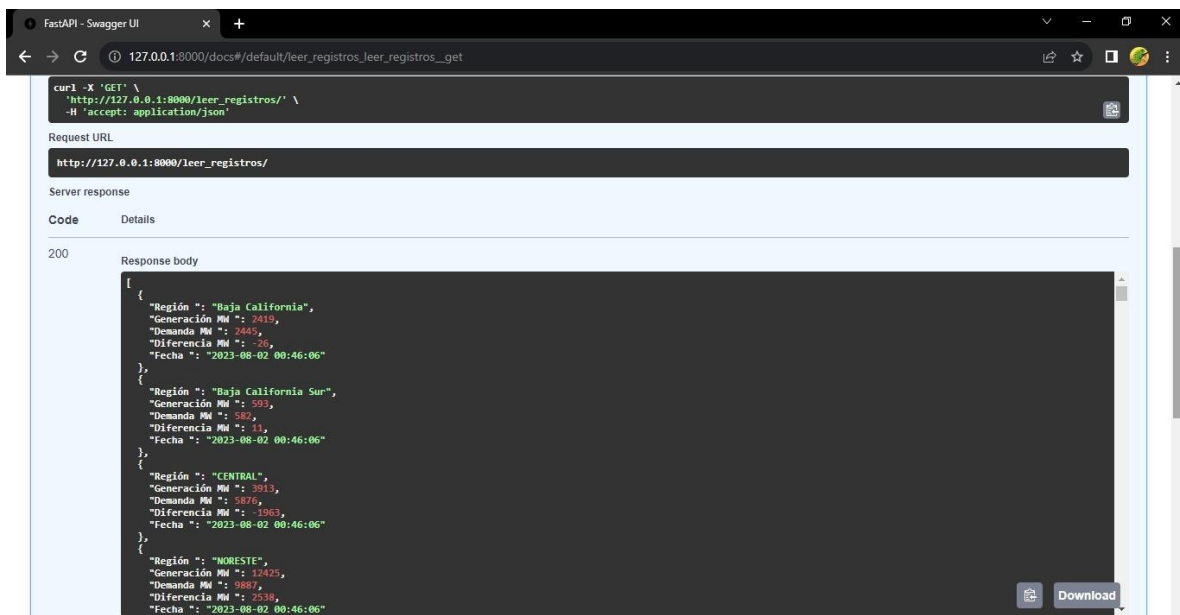 FastAPI - Swagger UI
127.0.0.1:8000/docs#/default/leer_registros_leer_registros__get
curl -X 'GET' \
'http://127.0.0.1:8000/leer_registros/' \
-H 'accept: application/json'
Request URL
http://127.0.0.1:8000/leer_registros/
Server response
Code Details
200
Response body
[
{
"Región ": "Baja California",
"Generación MW ": 2419,
"Demanda MW ": 2445,
"Diferencia MW ": -26,
"Fecha ": "2023-08-02 00:46:06"
},
{
"Región ": "Baja California Sur",
"Generación MW ": 593,
"Demanda MW ": 582,
"Diferencia MW ": 11,
"Fecha ": "2023-08-02 00:46:06"
},
{
"Región ": "CENTRAL",
"Generación MW ": 3913,
"Demanda MW ": 5876,
"Diferencia MW ": -1963,
"Fecha ": "2023-08-02 00:46:06"
},
{
"Región ": "NORESTE",
"Generación MW ": 12425,
"Demanda MW ": 9887,
"Diferencia MW ": 2538,
"Fecha ": "2023-08-02 00:46:06"
Download